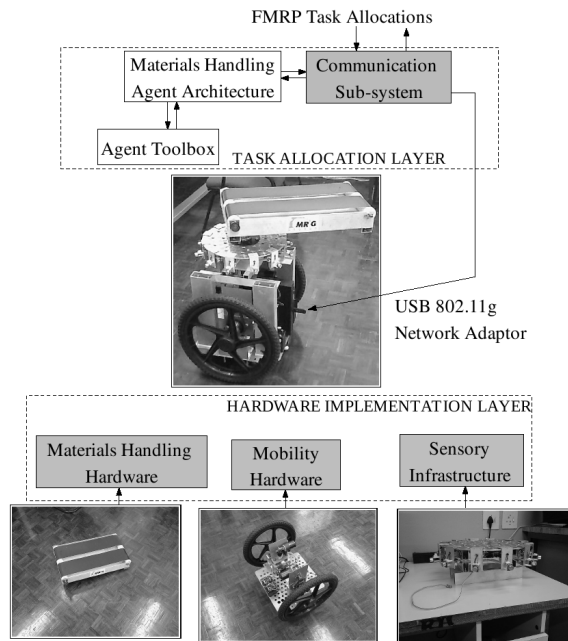 FMRP Task Allocations
Materials Handling
Agent Architecture
Communication
Sub-system
Agent Toolbox
TASK ALLOCATION LAYER
MR G
USB 802.11g
Network Adaptor
HARDWARE IMPLEMENTATION LAYER
Materials Handling
Hardware
Mobility
Hardware
Sensory
Infrastructure